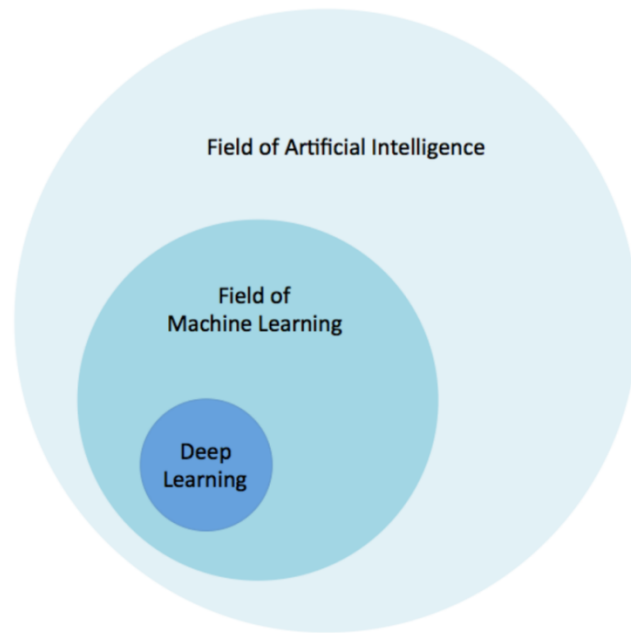 Field of Artificial Intelligence
Field of
Machine Learning
Deep
Learning